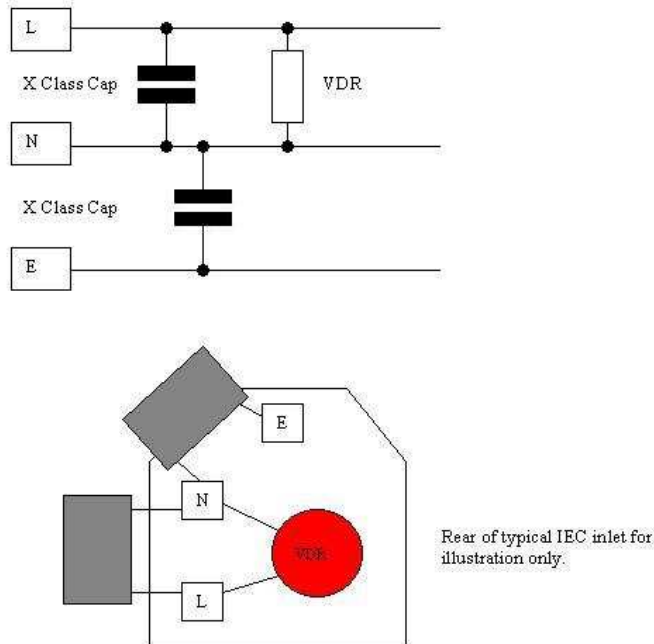 L
X Class Cap
VDR
N
X Class Cap
E
E
N
VDR
L
Rear of typical IEC inlet for
illustration only.